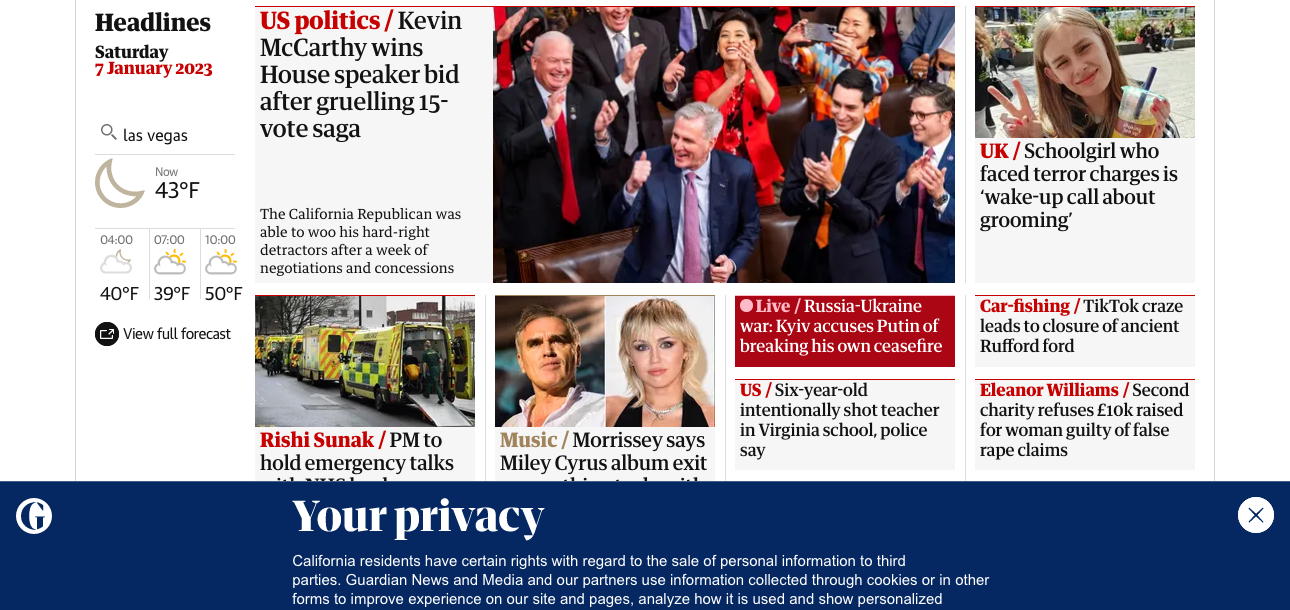 Headlines
Saturday
7 January 2023
las vegas
Now
43°F
04:00 07:00 10:00
40°F 39°F 50°F
View full forecast
US politics / Kevin
McCarthy wins
House speaker bid
after gruelling 15-
vote saga
The California Republican was
able to woo his hard-right
detractors after a week of
negotiations and concessions
UK / Schoolgirl who
faced terror charges is
‘wake-up call about
grooming’
Rishi Sunak / PM to
hold emergency talks
Music / Morrissey says
Miley Cyrus album exit
Live / Russia-Ukraine
war: Kyiv accuses Putin of
breaking his own ceasefire
US / Six-year-old
intentionally shot teacher
in Virginia school, police
say
Car-fishing / TikTok craze
leads to closure of ancient
Rufford ford
Eleanor Williams / Second
charity refuses £10k raised
for woman guilty of false
rape claims
Your privacy
California residents have certain rights with regard to the sale of personal information to third
parties. Guardian News and Media and our partners use information collected through cookies or in other
forms to improve experience on our site and pages, analyze how it is used and show personalized